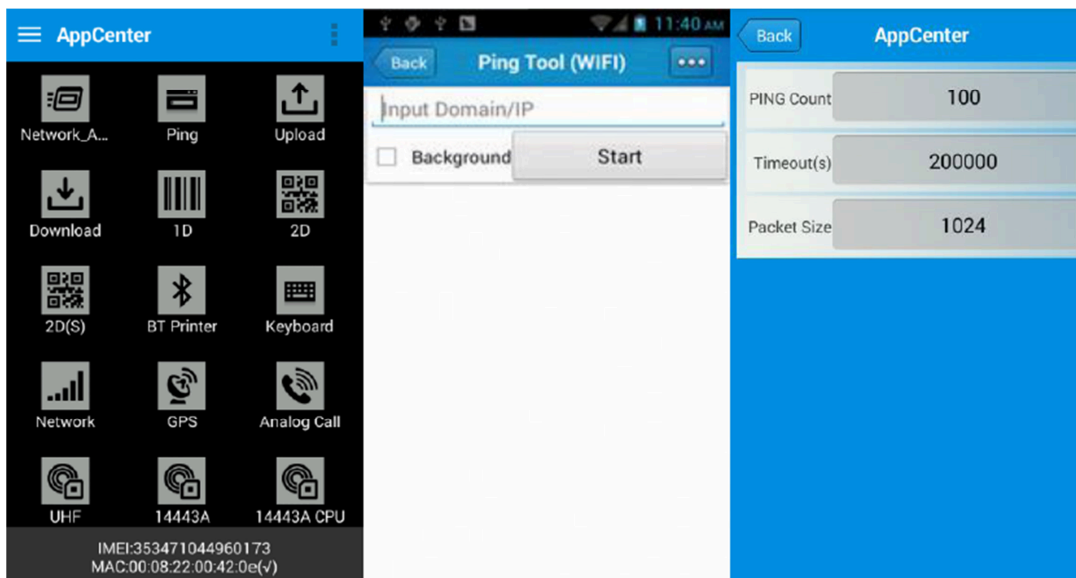 AppCenter
Network_A...
Ping
Upload
Download
1D
2D
2D(S)
BT Printer
Keyboard
Network
GPS
Analog Call
UHF
14443A
14443A CPU
IMEI:353471044960173
MAC:00:08:22:00:42:0e(√)
11:40 AM
Back
Ping Tool (WIFI)
Input Domain/IP
Background
Start
Back
AppCenter
PING Count
100
Timeout(s)
200000
Packet Size
1024